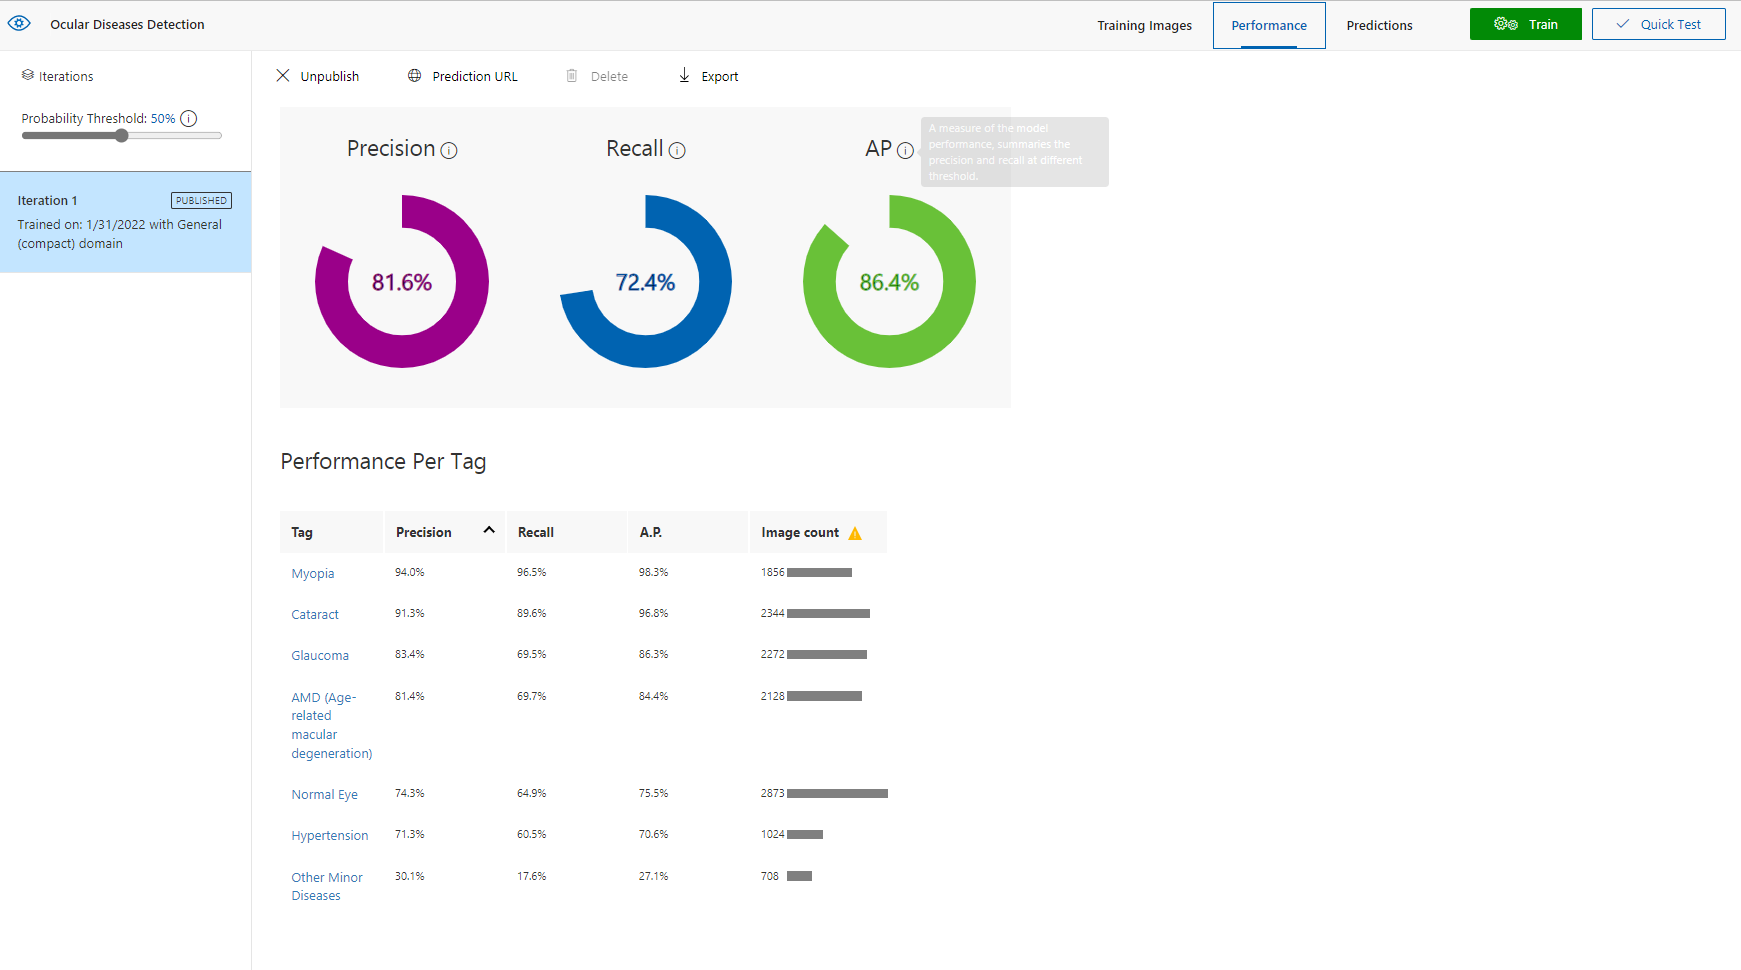 Ocular Diseases Detection
Training Images
Performance
Predictions
Train
Quick Test
Iterations
Unpublish
Prediction URL
Delete
Export
Probability Threshold: 50%
Iteration 1
PUBLISHED
Trained on: 1/31/2022 with General
(compact) domain
Precision
Recall
AP
A measure of the model
performance, summaries the
precision and recall at different
threshold.
81.6%
72.4%
86.4%
Performance Per Tag
Tag Precision Recall A.P. Image count
Myopia 94.0% 96.5% 98.3% 1856
Cataract 91.3% 89.6% 96.8% 2344
Glaucoma 83.4% 69.5% 86.3% 2272
AMD (Age- 81.4% 69.7% 84.4% 2128
related
macular
degeneration)
Normal Eye 74.3% 64.9% 75.5% 2873
Hypertension 71.3% 60.5% 70.6% 1024
Other Minor 30.1% 17.6% 27.1% 708
Diseases